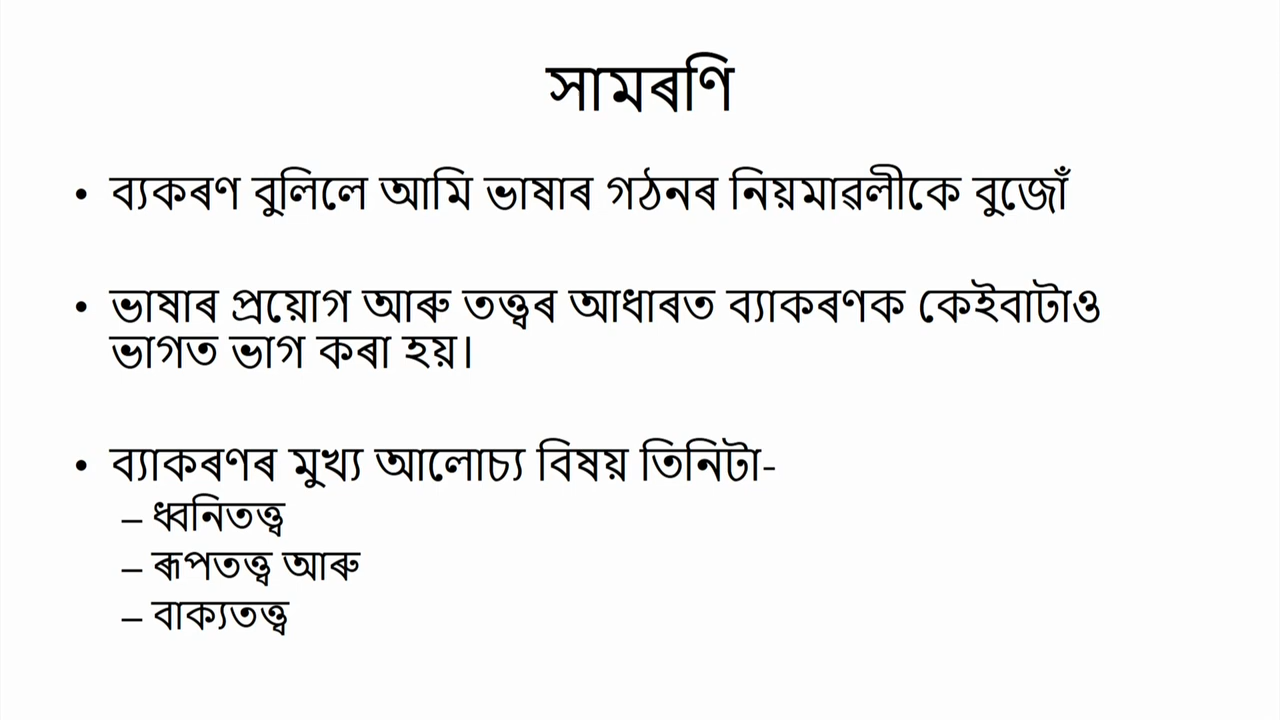 সামৰণি
• ব্যকৰণ বুলিলে আমি ভাষাৰ গঠনৰ নিয়মাৱলীকে বুজোঁ
• ভাষাৰ প্ৰয়োগ আৰু তত্ত্বৰ আধাৰত ব্যাকৰণক কেইবাটাও
ভাগত ভাগ কৰা হয়।
• ব্যাকৰণৰ মুখ্য আলোচ্য বিষয় তিনিটা-
– ধ্বনিতত্ত্ব
– ৰূপতত্ত্ব আৰু
– বাক্যতত্ত্ব